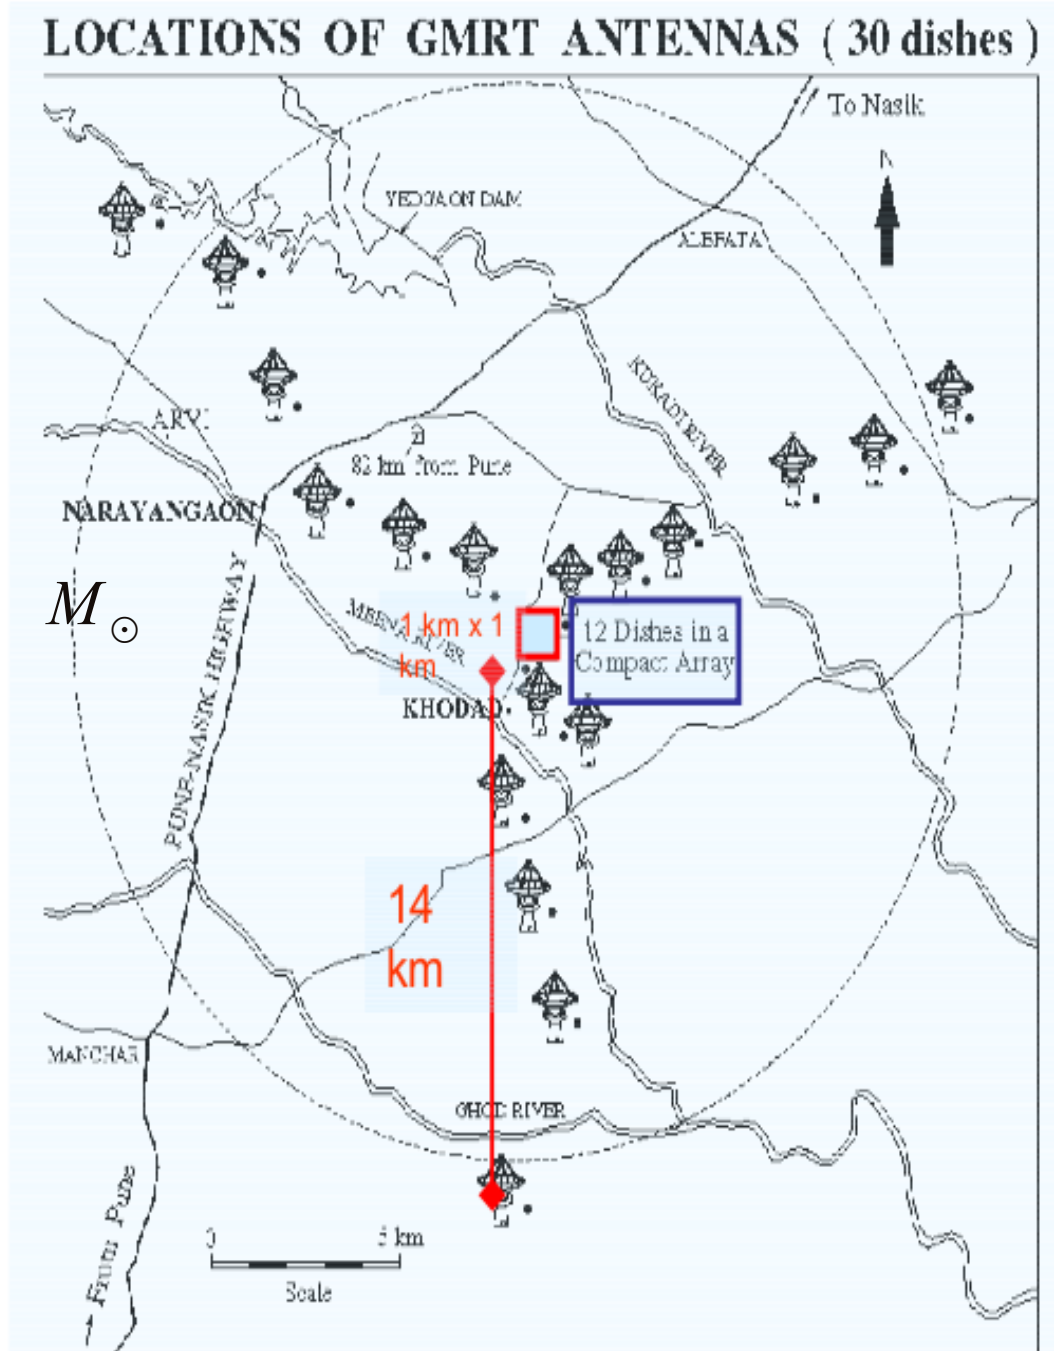 LOCATIONS OF GMRT ANTENNAS ( 30 dishes )
To Nasik
N
YEDGAON DAM
ALEFATA
KUKADI RIVER
ARVI
82 km from Pune
NARAYANGAON
M⊙
PUNE-NASIK HIGHWAY
MEENA RIVER
1 km x 1
km
12 Dishes in a
Compact Array
KHODAD
14
km
MANCHAR
GHOD RIVER
From Pune
0 5 km
Scale